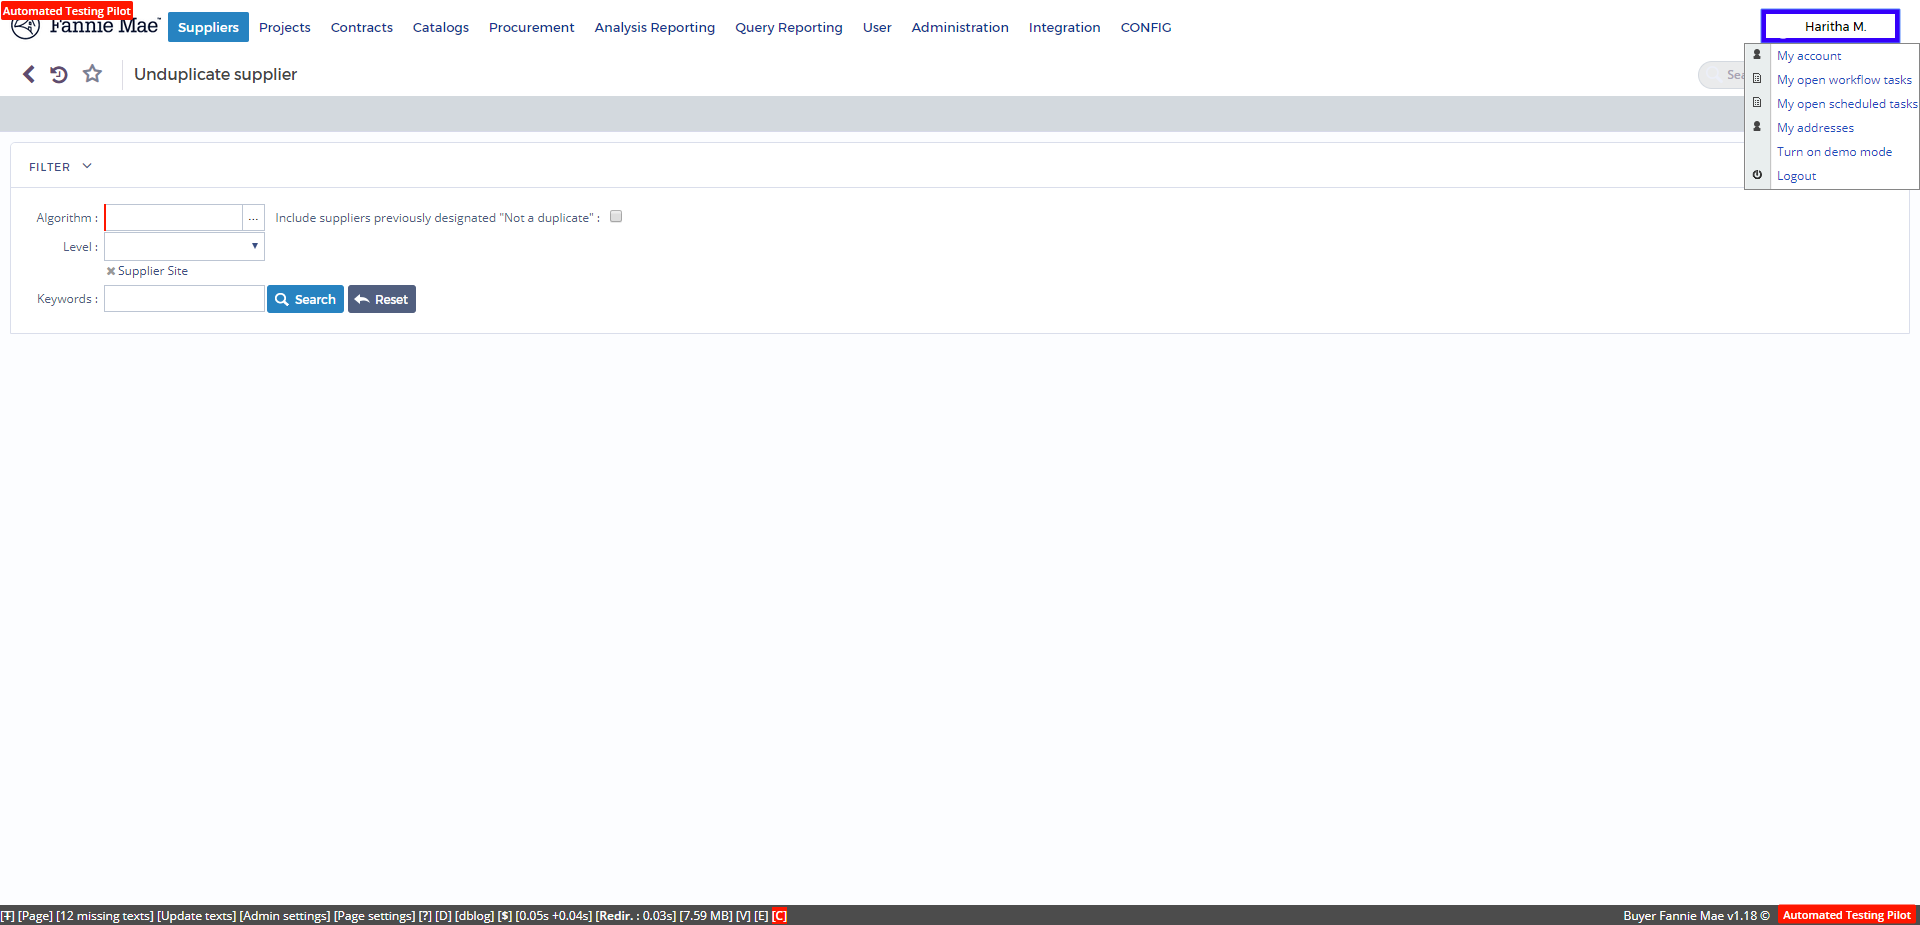 Automated Testing Pilot
Fannie Mae Suppliers Projects Contracts Catalogs Procurement Analysis Reporting Query Reporting User Administration Integration CONFIG Haritha M.
Unduplicate supplier
My account
My open workflow tasks
My open scheduled tasks
My addresses
Turn on demo mode
Logout
FILTER
Algorithm : ... Include suppliers previously designated "Not a duplicate" :
Level :
Supplier Site
Keywords : Search Reset
[T] [Page] [12 missing texts] [Update texts] [Admin settings] [Page settings] [?] [D] [dblog] [$] [0.05s +0.04s] [Redir. : 0.03s] [7.59 MB] [V] [E] [C] Buyer Fannie Mae v1.18 © Automated Testing Pilot